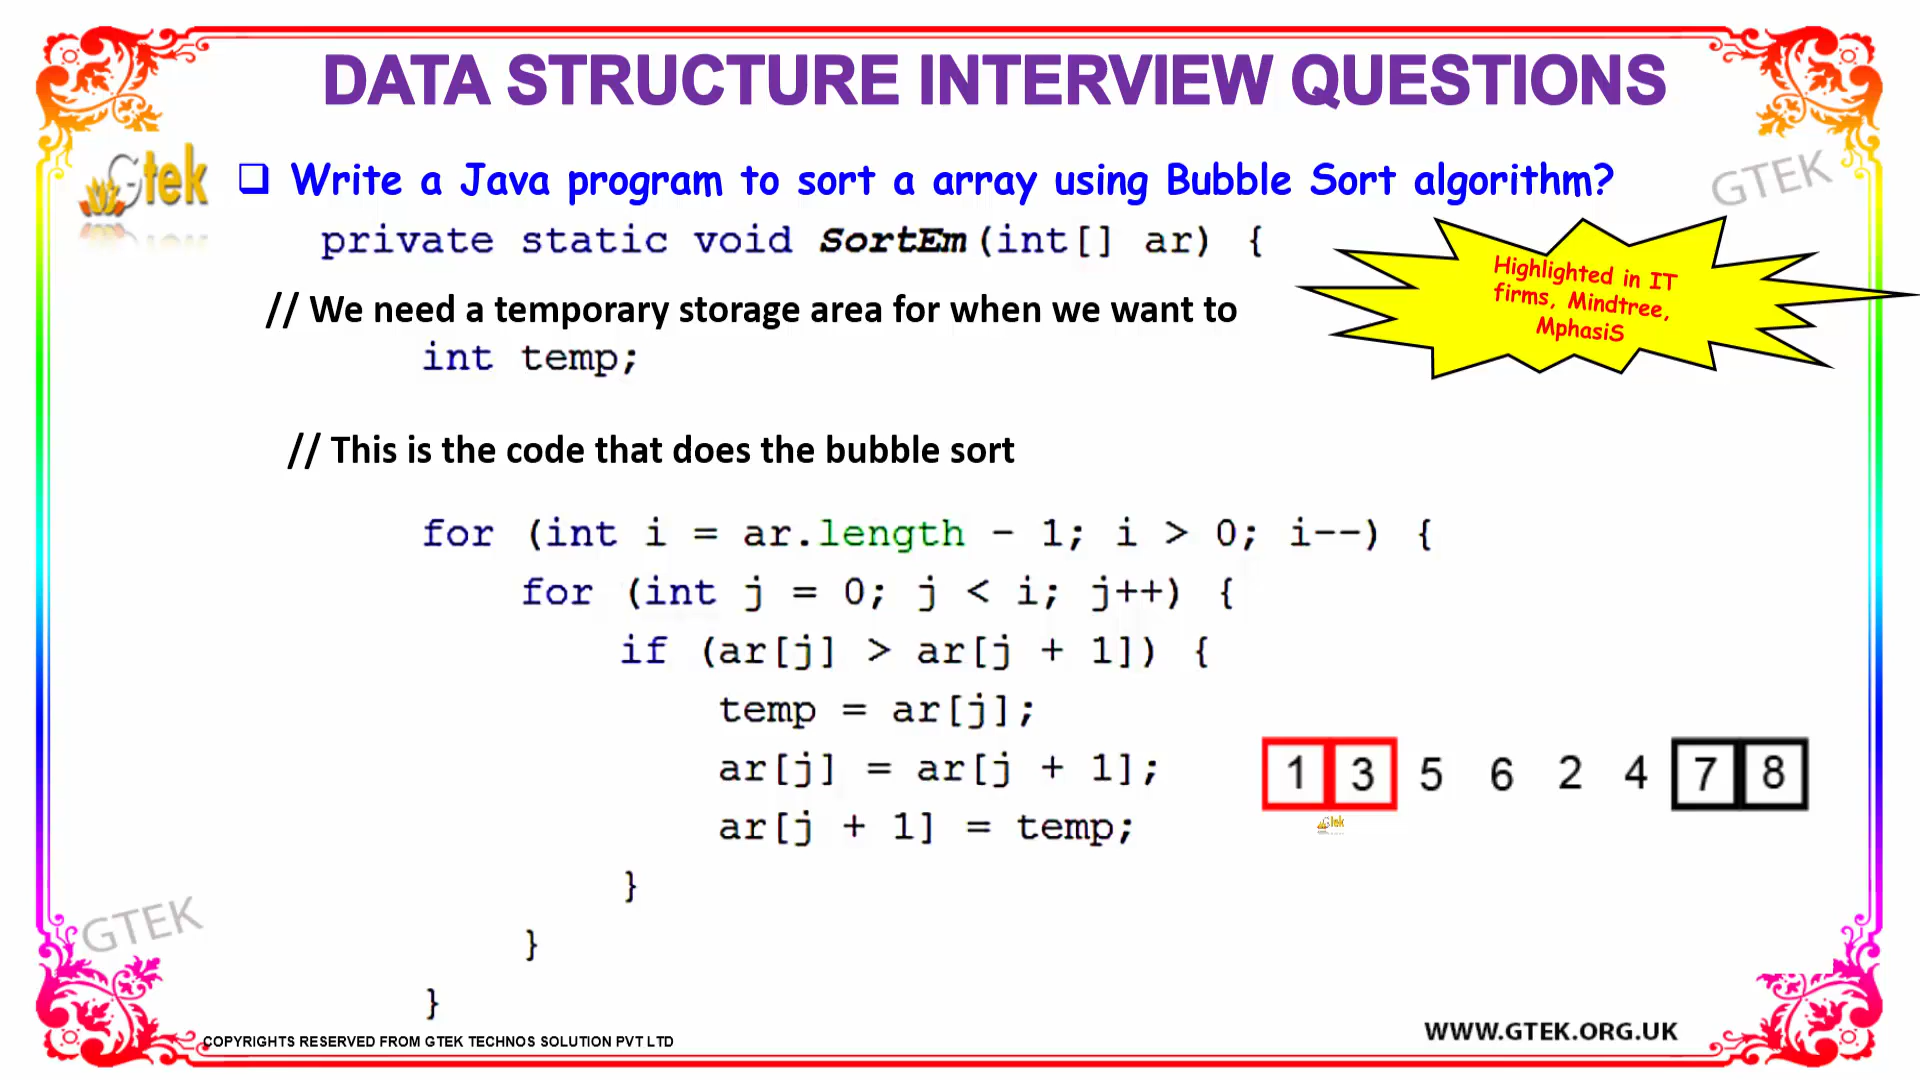 DATA STRUCTURE INTERVIEW QUESTIONS
Gtek
❑ Write a Java program to sort a array using Bubble Sort algorithm?
GTEK
private static void SortEm(int[] ar) {
Highlighted in IT
firms, Mindtree,
MphasiS
// We need a temporary storage area for when we want to
int temp;
// This is the code that does the bubble sort
for (int i = ar.length - 1; i > 0; i--) {
for (int j = 0; j < i; j++) {
if (ar[j] > ar[j + 1]) {
temp = ar[j];
ar[j] = ar[j + 1];
1 3 5 6 2 4 7 8
Gtek
ar[j + 1] = temp;
}
GTEK
}
}
COPYRIGHTS RESERVED FROM GTEK TECHNOS SOLUTION PVT LTD
WWW.GTEK.ORG.UK